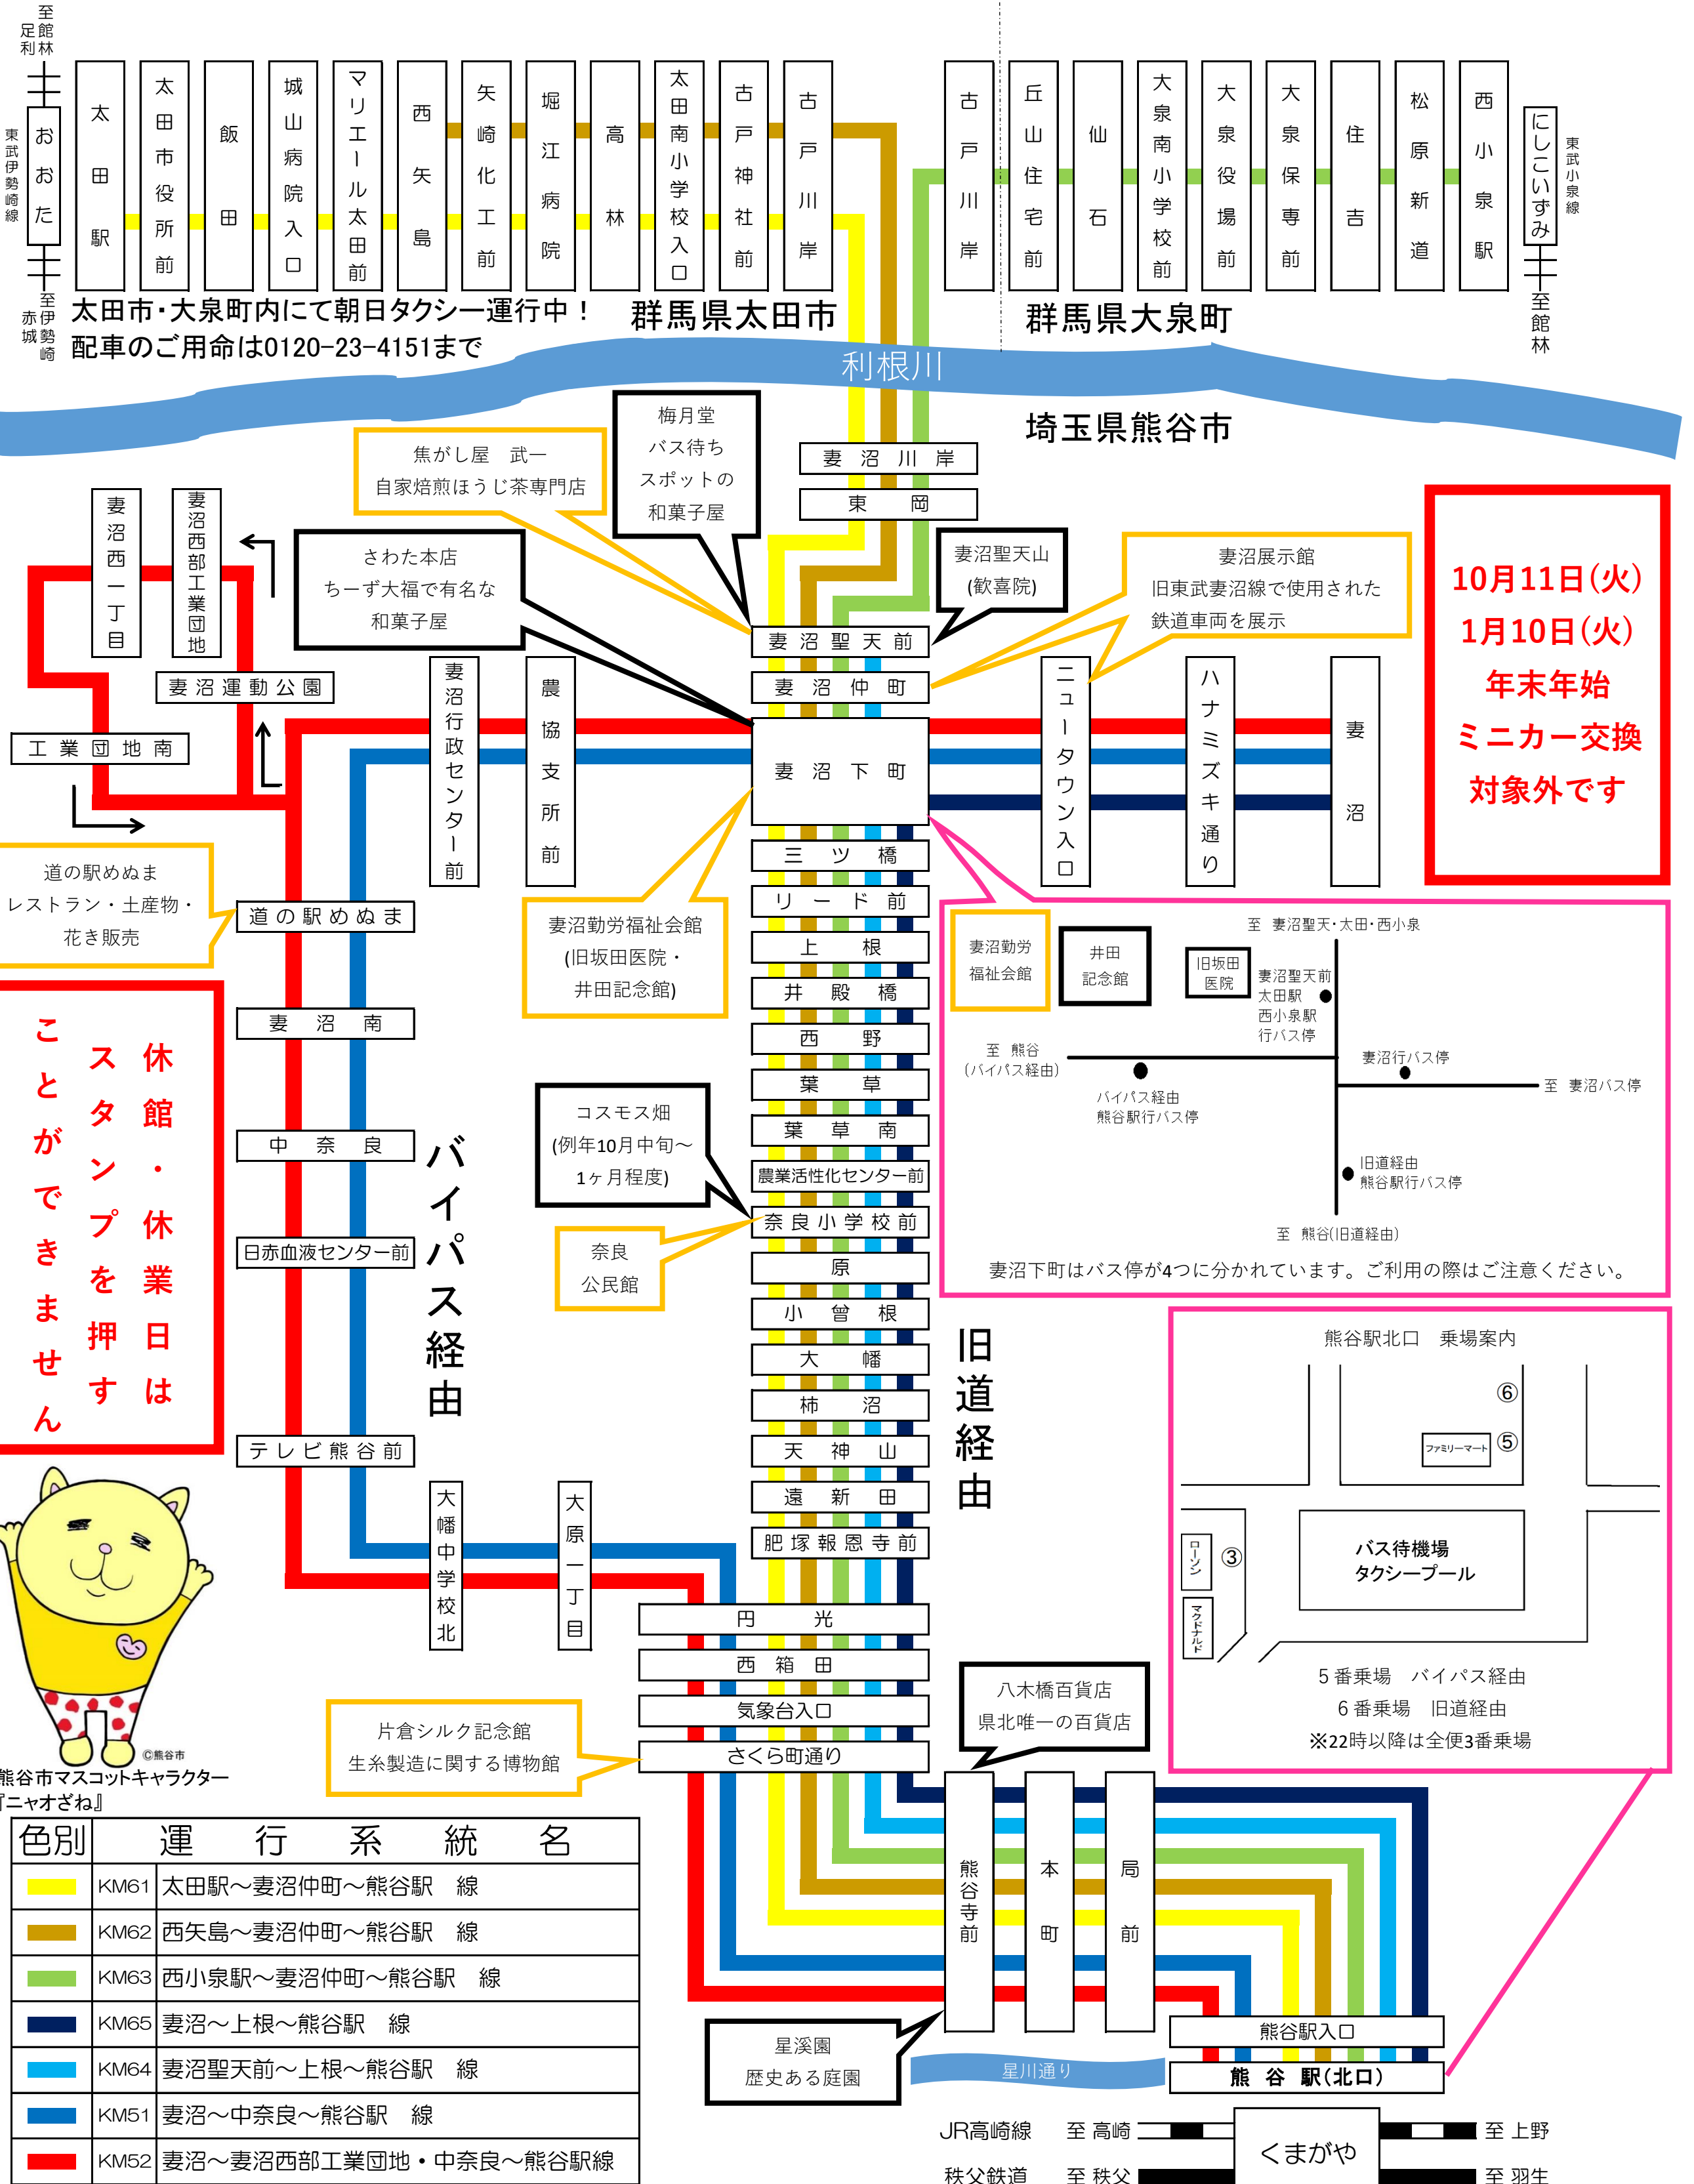 至館林
足利
おおた
東武伊勢崎線
至伊勢崎
赤城
太田駅
太田市役所前
飯田
城山病院入口
マリエール太田前
西矢島
矢崎化工前
堀江病院
高林
太田南小学校入口
古戸神社前
古戸川岸
古戸川岸
丘山住宅前
仙石
大泉南小学校前
大泉役場前
大泉保専前
住吉
松原新道
西小泉駅
にしこいずみ
東武小泉線
至館林
太田市・大泉町内にて朝日タクシー運行中！
配車のご用命は0120-23-4151まで
群馬県太田市
群馬県大泉町
利根川
埼玉県熊谷市
妻沼川岸
東岡
焦がし屋　武一
自家焙煎ほうじ茶専門店
梅月堂
バス待ち
スポットの
和菓子屋
さわた本店
ちーず大福で有名な
和菓子屋
妻沼聖天山
(歓喜院)
妻沼展示館
旧東武妻沼線で使用された
鉄道車両を展示
10月11日(火)
1月10日(火)
年末年始
ミニカー交換
対象外です
妻沼西一丁目
妻沼西部工業団地
妻沼運動公園
工業団地南
妻沼行政センター前
農協支所前
妻沼聖天前
妻沼仲町
妻沼下町
ニュータウン入口
ハナミズキ通り
妻沼
道の駅めぬま
レストラン・土産物・
花き販売
道の駅めぬま
妻沼南
中奈良
日赤血液センター前
テレビ熊谷前
大幡中学校北
大原一丁目
バイパス経由
休館・休業日は
スタンプを押す
ことができません
妻沼勤労福祉会館
(旧坂田医院・
井田記念館)
三ツ橋
リード前
上根
井殿橋
西野
葉草
葉草南
農業活性化センター前
奈良小学校前
原
小曾根
大幡
柿沼
天神山
遠新田
肥塚報恩寺前
円光
西箱田
気象台入口
さくら町通り
旧道経由
コスモス畑
(例年10月中旬～
1ヶ月程度)
奈良
公民館
妻沼勤労
福祉会館
井田
記念館
旧坂田
医院
至 妻沼聖天・太田・西小泉
妻沼聖天前
太田駅
西小泉駅
行バス停
至 熊谷
(バイパス経由)
バイパス経由
熊谷駅行バス停
妻沼行バス停
至 妻沼バス停
旧道経由
熊谷駅行バス停
至 熊谷(旧道経由)
妻沼下町はバス停が4つに分かれています。ご利用の際はご注意ください。
熊谷駅北口　乗場案内
⑥
ファミリーマート
⑤
ローソン
③
マクドナルド
バス待機場
タクシープール
５番乗場　バイパス経由
６番乗場　旧道経由
※22時以降は全便3番乗場
©熊谷市
熊谷市マスコットキャラクター
『ニャオざね』
片倉シルク記念館
生糸製造に関する博物館
八木橋百貨店
県北唯一の百貨店
熊谷寺前
本町
局前
星溪園
歴史ある庭園
星川通り
熊谷駅入口
熊谷駅(北口)
色別　運行系統名
KM61 太田駅～妻沼仲町～熊谷駅　線
KM62 西矢島～妻沼仲町～熊谷駅　線
KM63 西小泉駅～妻沼仲町～熊谷駅　線
KM65 妻沼～上根～熊谷駅　線
KM64 妻沼聖天前～上根～熊谷駅　線
KM51 妻沼～中奈良～熊谷駅　線
KM52 妻沼～妻沼西部工業団地・中奈良～熊谷駅線
JR高崎線　至 高崎
くまがや
至 上野
秩父鉄道　至 秩父
至 羽生